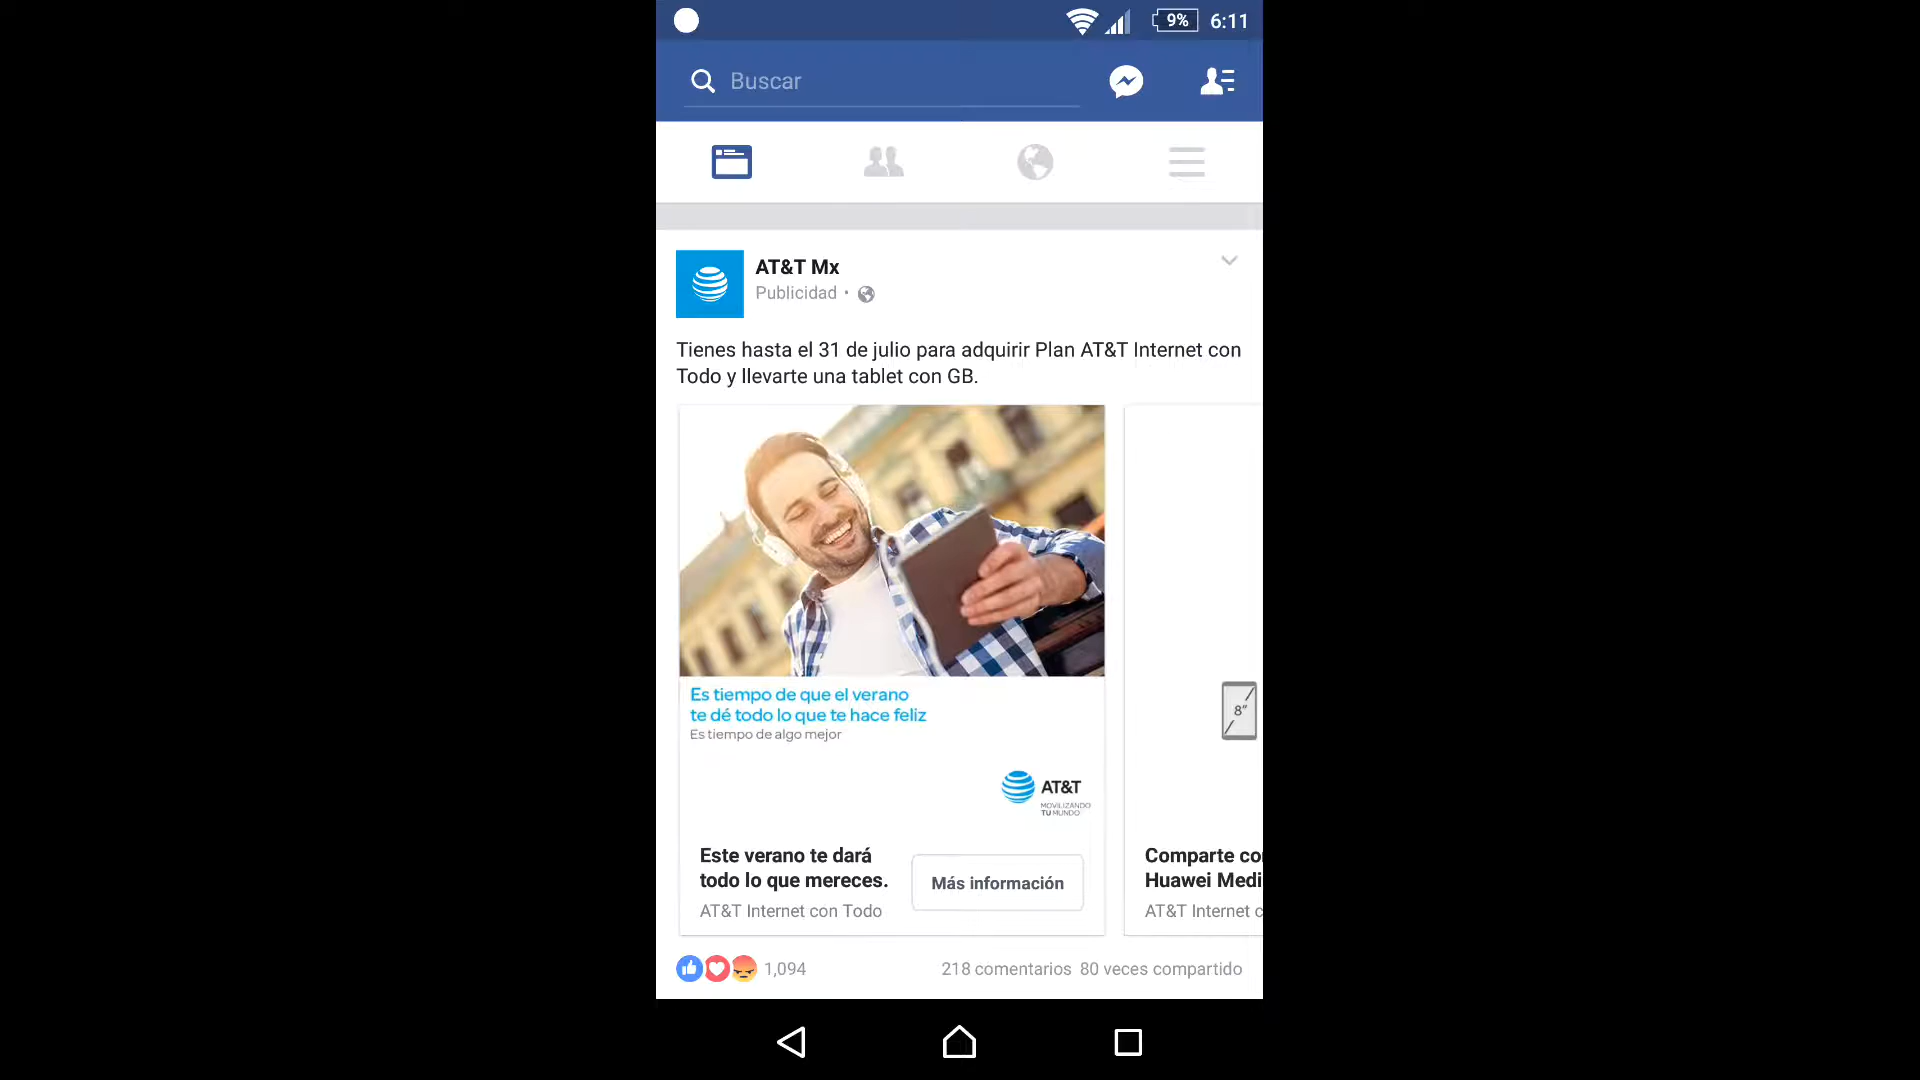 9% 6:11
Buscar
AT&T Mx
Publicidad •
Tienes hasta el 31 de julio para adquirir Plan AT&T Internet con
Todo y llevarte una tablet con GB.
Es tiempo de que el verano
te dé todo lo que te hace feliz
Es tiempo de algo mejor
AT&T
MOVILIZANDO
TU MUNDO
8"
Este verano te dará
todo lo que mereces.
AT&T Internet con Todo
Más información
Comparte co
Huawei Medi
AT&T Internet c
1,094
218 comentarios 80 veces compartido